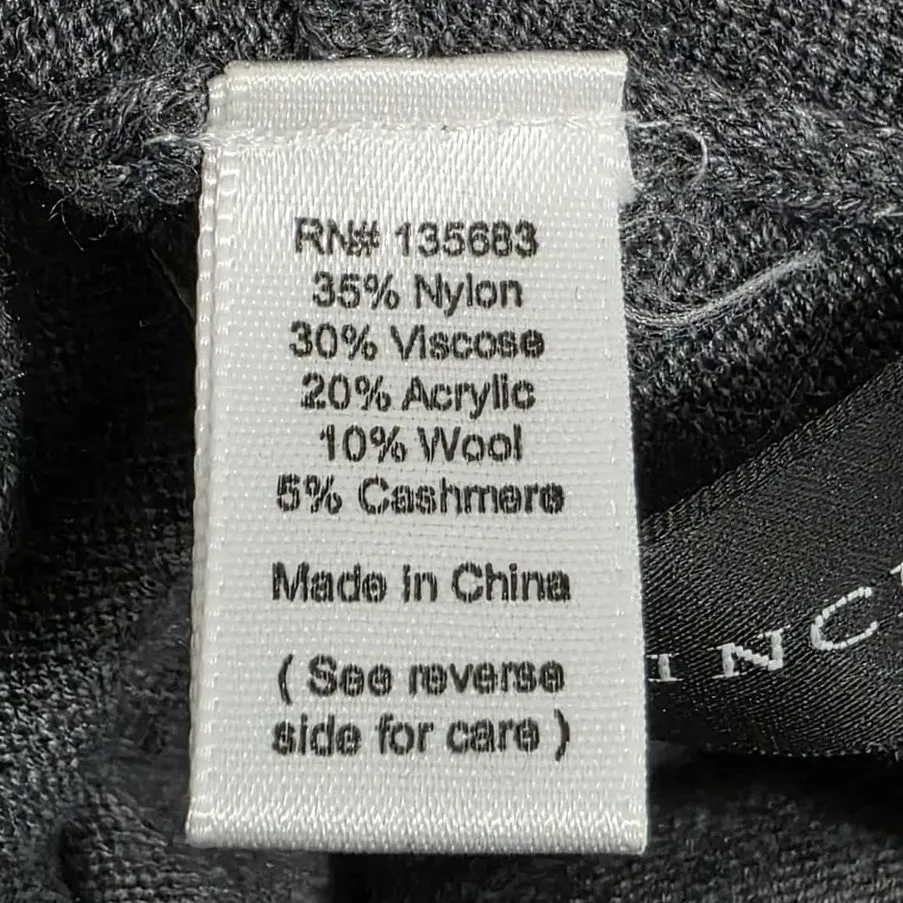 RN# 135683
35% Nylon
30% Viscose
20% Acrylic
10% Wool
5% Cashmere
Made in China
( See reverse
side for care )
INC